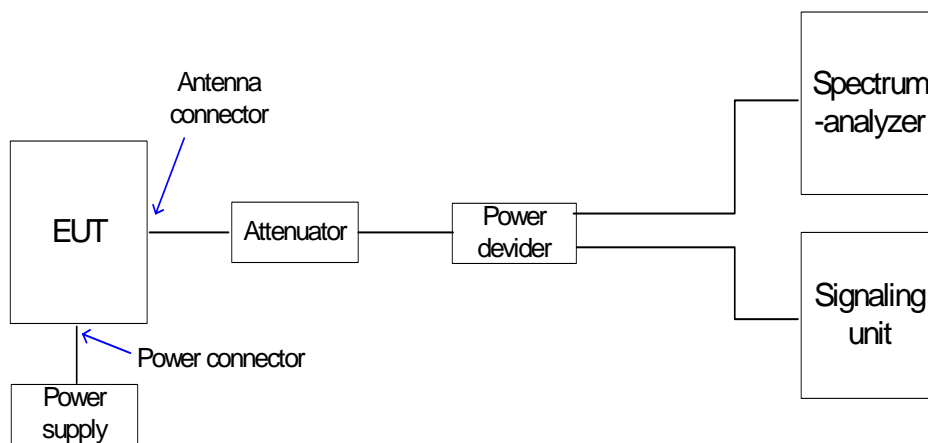 Antenna
connector
EUT
Attenuator
Power
devider
Spectrum
-analyzer
Signaling
unit
Power connector
Power
supply